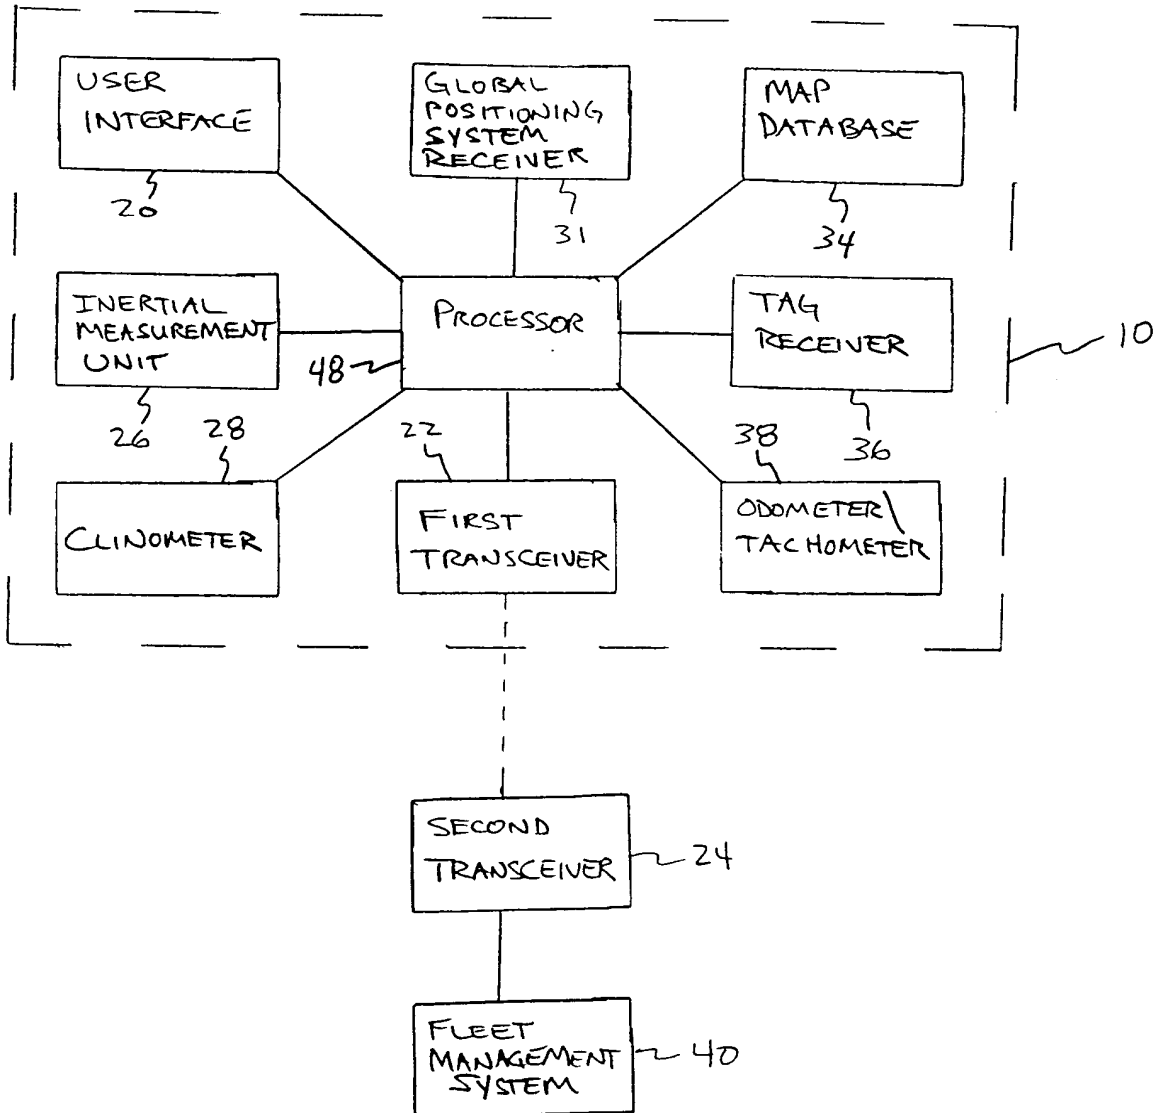 USER
INTERFACE
20
GLOBAL
POSITIONING
SYSTEM
RECEIVER
31
MAP
DATABASE
34
INERTIAL
MEASUREMENT
UNIT
26
PROCESSOR
48
TAG
RECEIVER
36
10
28
CLINOMETER
22
FIRST
TRANSCEIVER
38
ODOMETER\
TACHOMETER
SECOND
TRANSCEIVER
24
FLEET
MANAGEMENT
SYSTEM
40